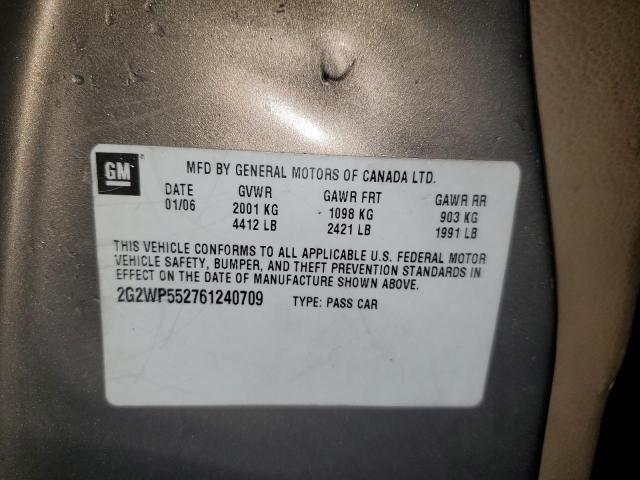 GM
MFD BY GENERAL MOTORS OF CANADA LTD.
DATE GVWR GAWR FRT GAWR RR
01/06 2001 KG 1098 KG 903 KG
4412 LB 2421 LB 1991 LB
THIS VEHICLE CONFORMS TO ALL APPLICABLE U.S. FEDERAL MOTOR
VEHICLE SAFETY, BUMPER, AND THEFT PREVENTION STANDARDS IN
EFFECT ON THE DATE OF MANUFACTURE SHOWN ABOVE.
2G2WP552761240709 TYPE: PASS CAR